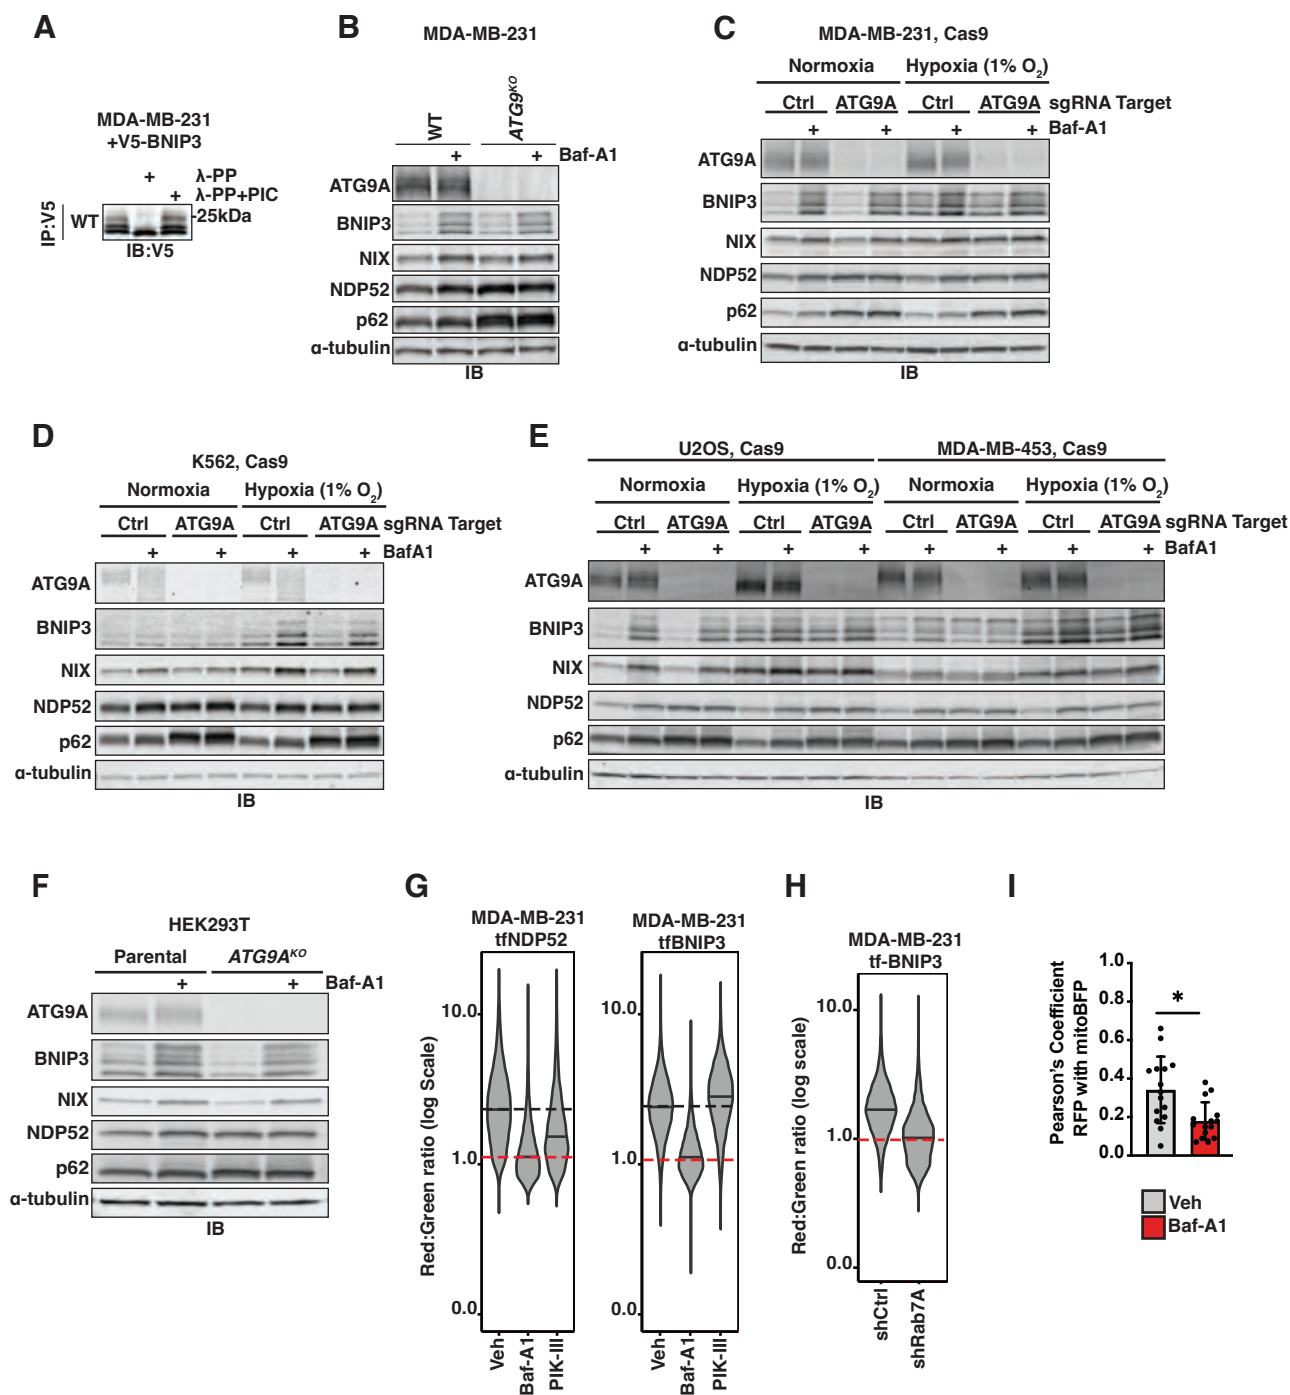 A
MDA-MB-231
+V5-BNIP3
+ λ-PP
+ λ-PP+PIC
IP:V5
WT
-25kDa
IB:V5
B
MDA-MB-231
WT
ATG9KO
+ + Baf-A1
ATG9A
BNIP3
NIX
NDP52
p62
α-tubulin
IB
C
MDA-MB-231, Cas9
Normoxia Hypoxia (1% O2)
Ctrl ATG9A Ctrl ATG9A sgRNA Target
+ + + + Baf-A1
ATG9A
BNIP3
NIX
NDP52
p62
α-tubulin
IB
D
K562, Cas9
Normoxia Hypoxia (1% O2)
Ctrl ATG9A Ctrl ATG9A sgRNA Target
+ + + + BafA1
ATG9A
BNIP3
NIX
NDP52
p62
α-tubulin
IB
E
U2OS, Cas9 MDA-MB-453, Cas9
Normoxia Hypoxia (1% O2) Normoxia Hypoxia (1% O2)
Ctrl ATG9A Ctrl ATG9A Ctrl ATG9A Ctrl ATG9A sgRNA Target
+ + + + + + + + BafA1
ATG9A
BNIP3
NIX
NDP52
p62
α-tubulin
IB
F
HEK293T
Parental ATG9AKO
+ + Baf-A1
ATG9A
BNIP3
NIX
NDP52
p62
α-tubulin
IB
G
MDA-MB-231
tfNDP52
Red:Green ratio (log Scale)
10.0
1.0
0.0
Veh
Baf-A1
PIK-III
MDA-MB-231
tfBNIP3
10.0
1.0
0.0
Veh
Baf-A1
PIK-III
H
MDA-MB-231
tf-BNIP3
Red:Green ratio (log scale)
10.0
1.0
0.0
shCtrl
shRab7A
I
Pearson's Coefficient
RFP with mitoBFP
1.0
0.8
0.6
0.4
0.2
0.0
*
Veh
Baf-A1